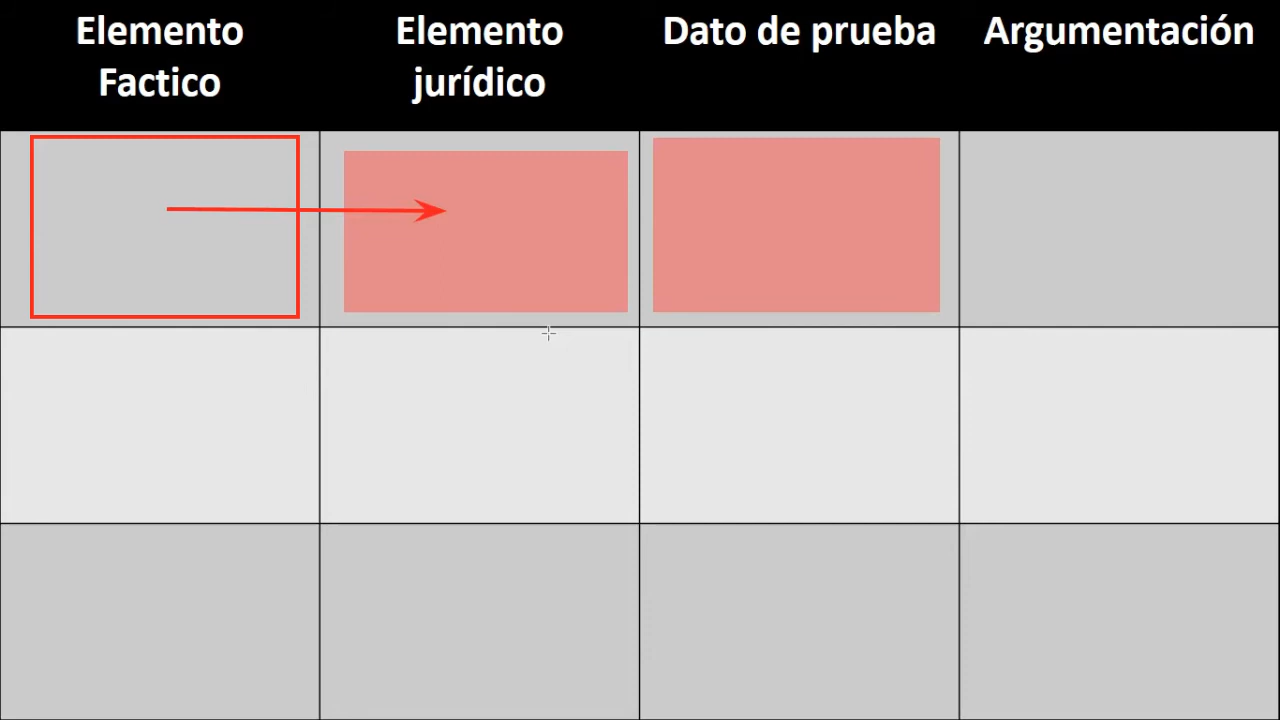 Elemento
Factico
Elemento
jurídico
Dato de prueba
Argumentación